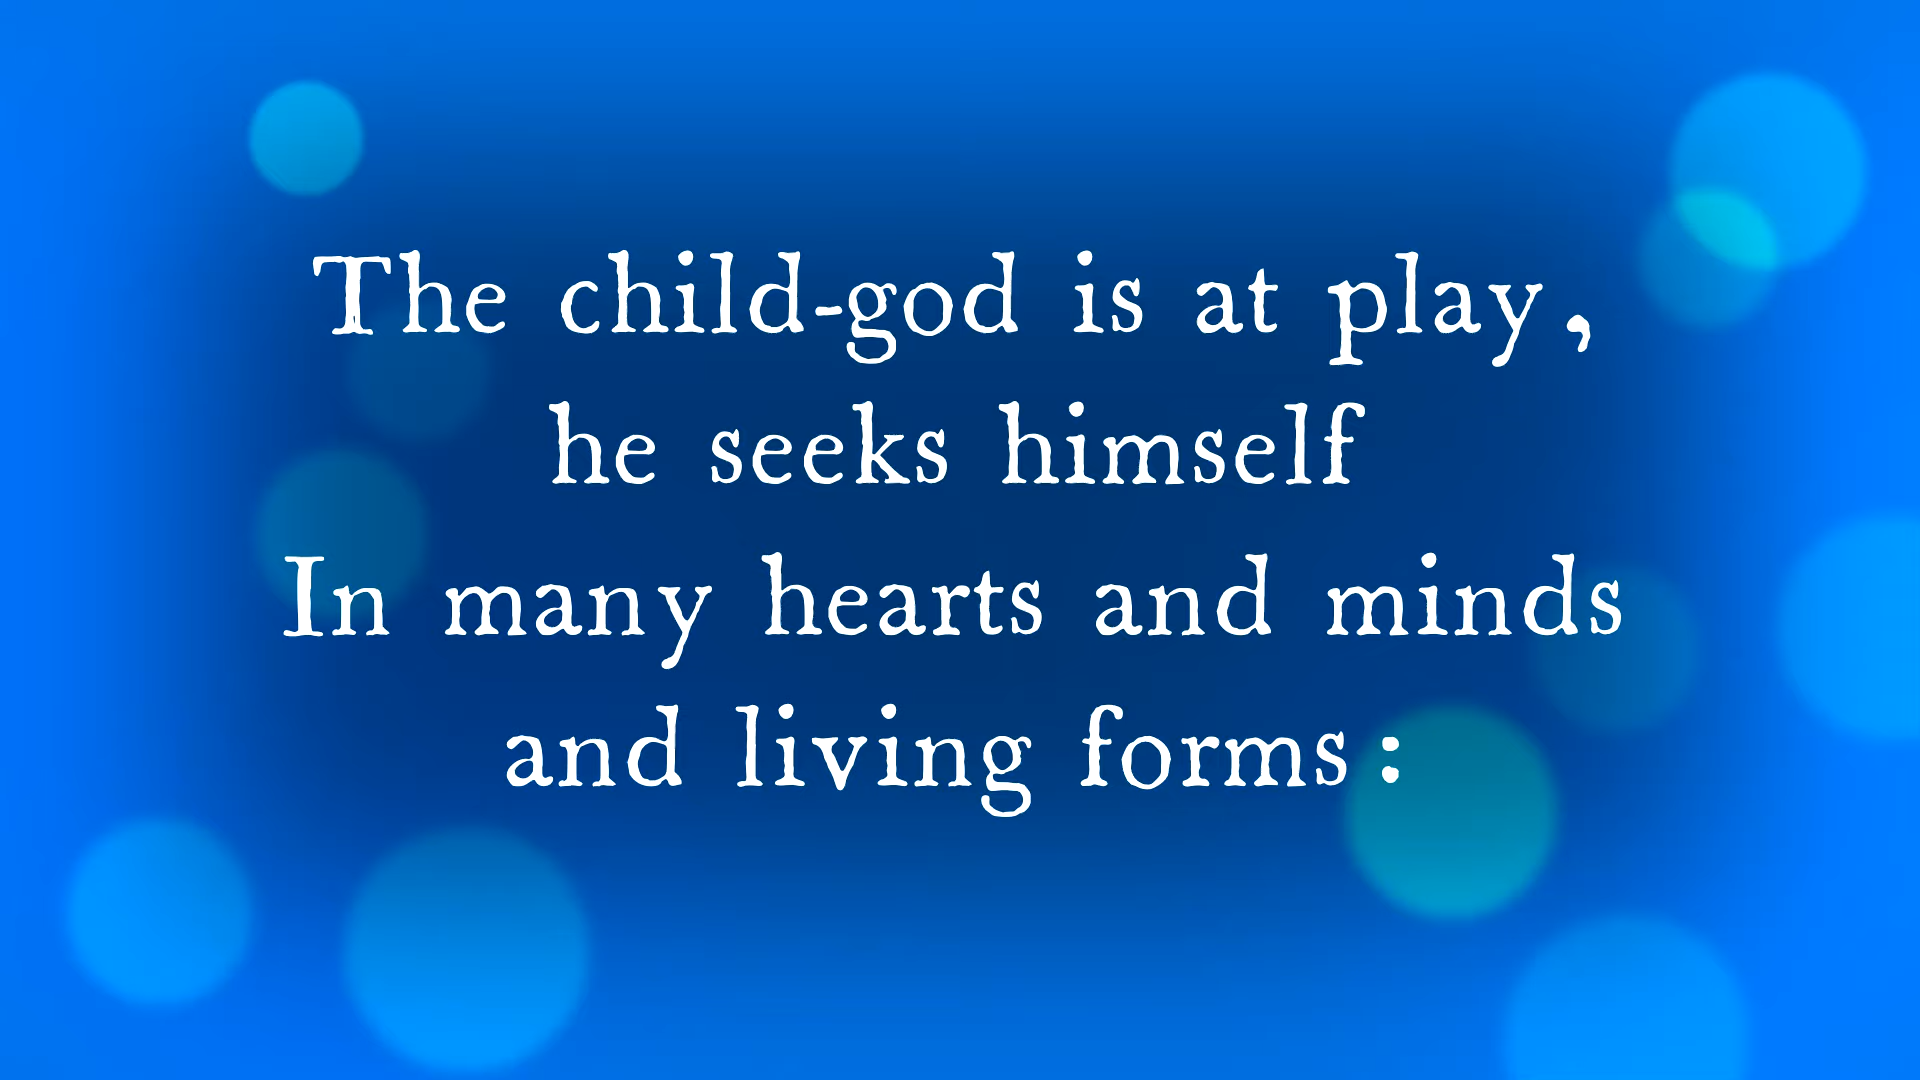 The child-god is at play,
he seeks himself
In many hearts and minds
and living forms: